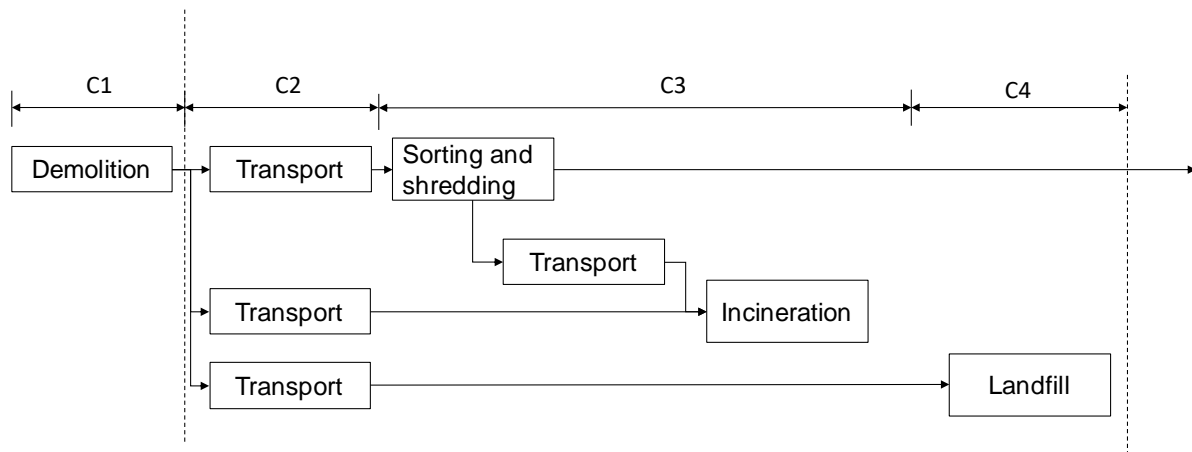 C1
C2
C3
C4
Demolition
Transport
Sorting and
shredding
Transport
Transport
Incineration
Transport
Landfill